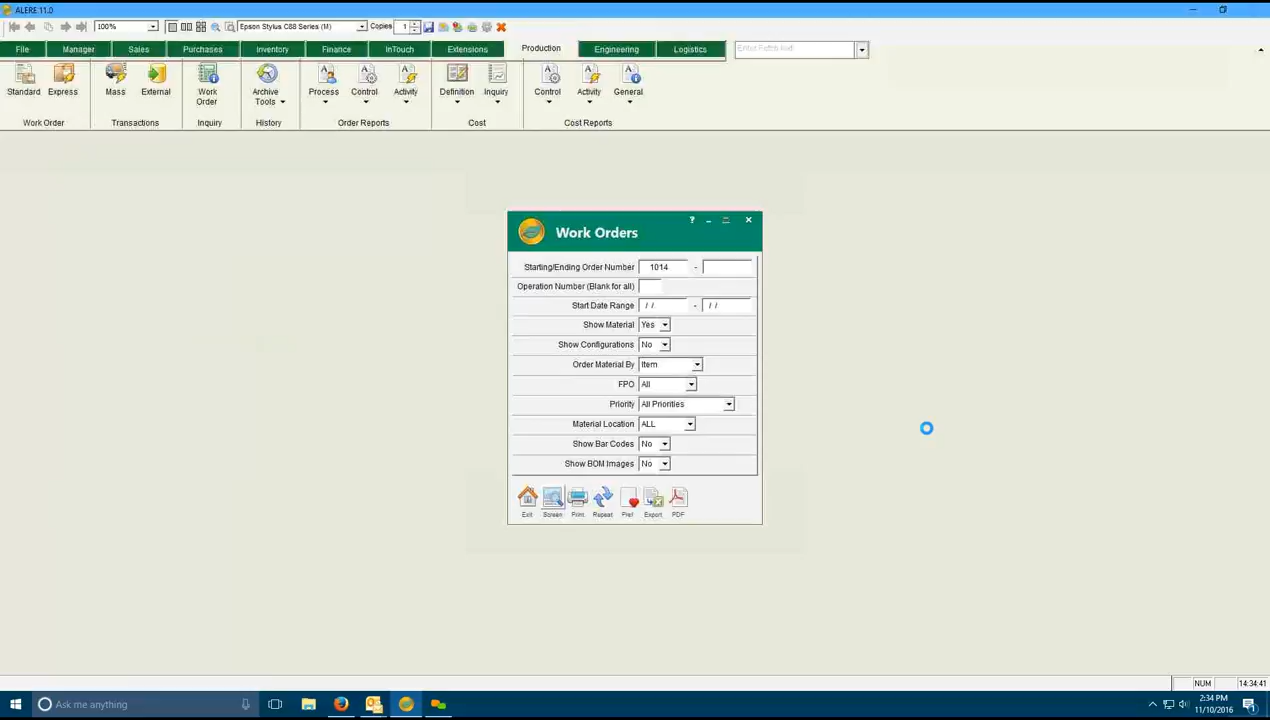 ALERE 11.0
100% Epson Stylus C88 Series (M) Copies 1
File Manager Sales Purchases Inventory Finance InTouch Extensions Production Engineering Logistics
Standard Express Mass External Work Order Archive Tools Process Control Activity Definition Inquiry Control Activity General
Work Order Transactions Inquiry History Order Reports Cost Cost Reports
? Work Orders
Starting/Ending Order Number 1014 -
Operation Number (Blank for all)
Start Date Range / / - / /
Show Material Yes
Show Configurations No
Order Material By Item
FPO All
Priority All Priorities
Material Location ALL
Show Bar Codes No
Show BOM Images No
Exit Screen Print Repeat Pref Export PDF
NUM 14:34:41
Ask me anything 2:34 PM
11/10/2016